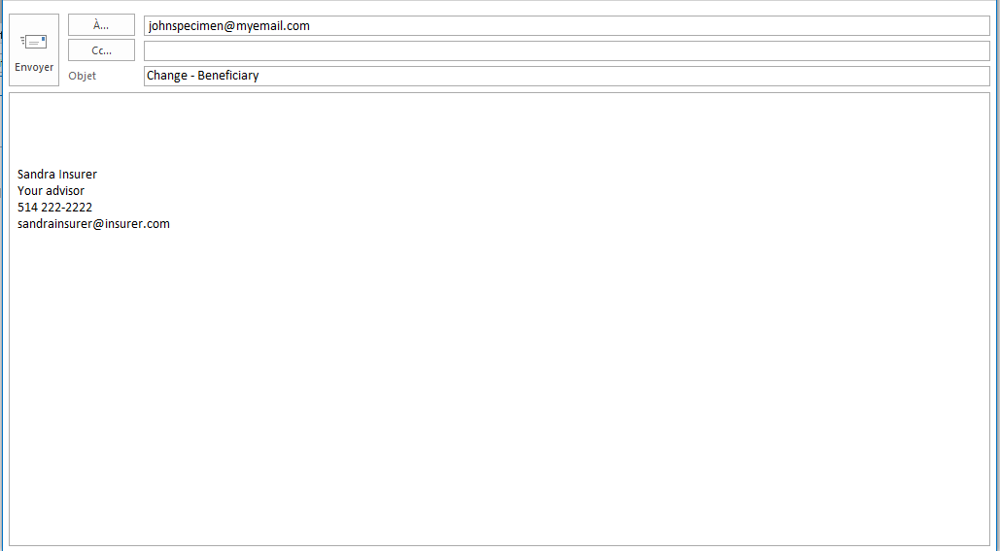 À...
johnspecimen@myemail.com
Cc...
Envoyer
Objet
Change - Beneficiary
Sandra Insurer
Your advisor
514 222-2222
sandrainsurer@insurer.com